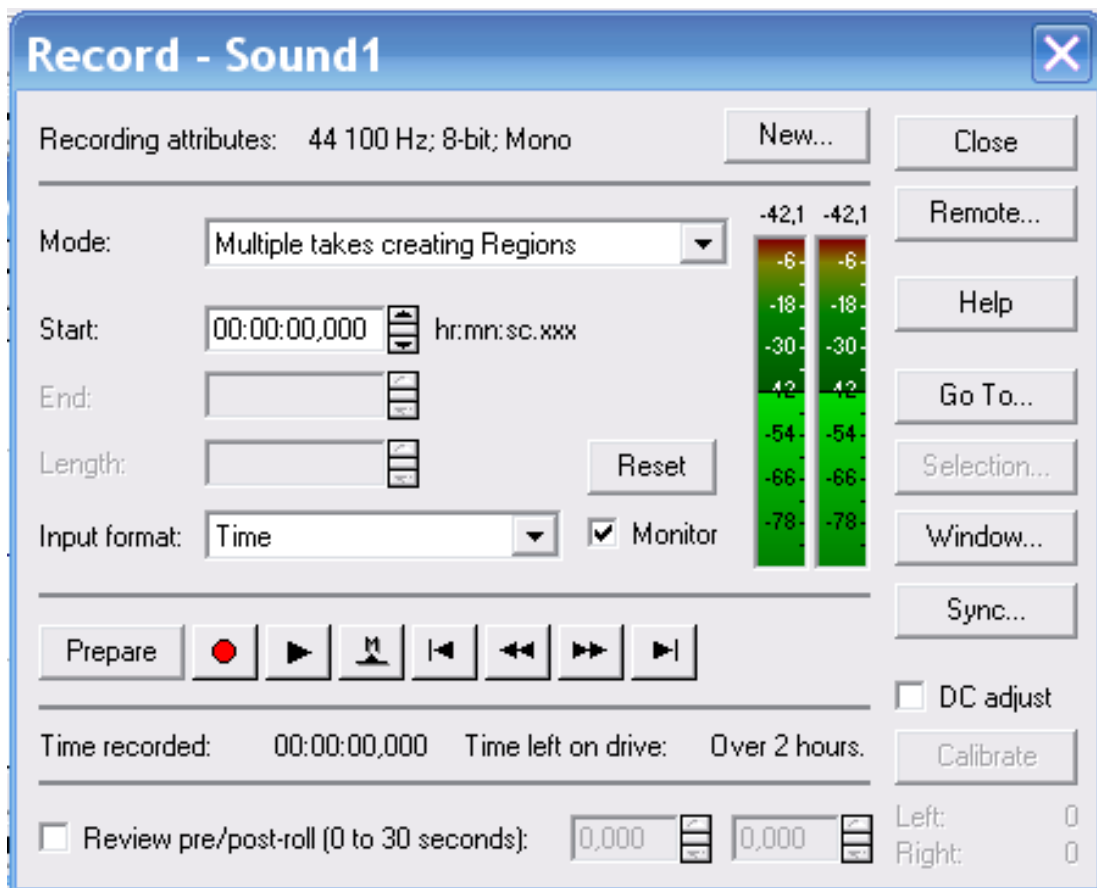 Record - Sound1
Recording attributes: 44 100 Hz; 8-bit; Mono
New...
Close
Mode: Multiple takes creating Regions
-42,1 -42,1
Remote...
-6 -6
-18 -18
-30 -30
-42 -42
-54 -54
-66 -66
-78 -78
Start: 00:00:00,000 hr:mn:sc.xxx
Help
End:
Go To...
Length:
Reset
Selection...
Input format: Time
Monitor
Window...
Sync...
Prepare
M
DC adjust
Time recorded: 00:00:00,000 Time left on drive: Over 2 hours.
Calibrate
Review pre/post-roll (0 to 30 seconds): 0,000 0,000
Left: 0
Right: 0